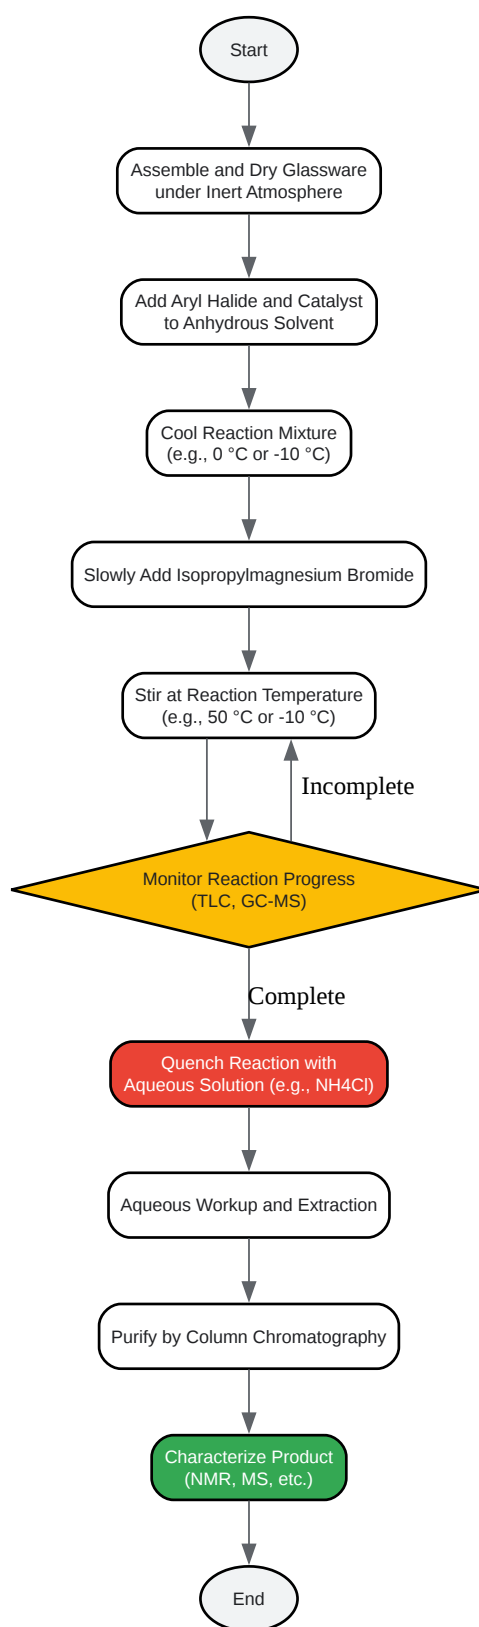 Start
Assemble and Dry Glassware
under Inert Atmosphere
Add Aryl Halide and Catalyst
to Anhydrous Solvent
Cool Reaction Mixture
(e.g., 0 °C or -10 °C)
Slowly Add Isopropylmagnesium Bromide
Stir at Reaction Temperature
(e.g., 50 °C or -10 °C)
Incomplete
Monitor Reaction Progress
(TLC, GC-MS)
Complete
Quench Reaction with
Aqueous Solution (e.g., NH4Cl)
Aqueous Workup and Extraction
Purify by Column Chromatography
Characterize Product
(NMR, MS, etc.)
End